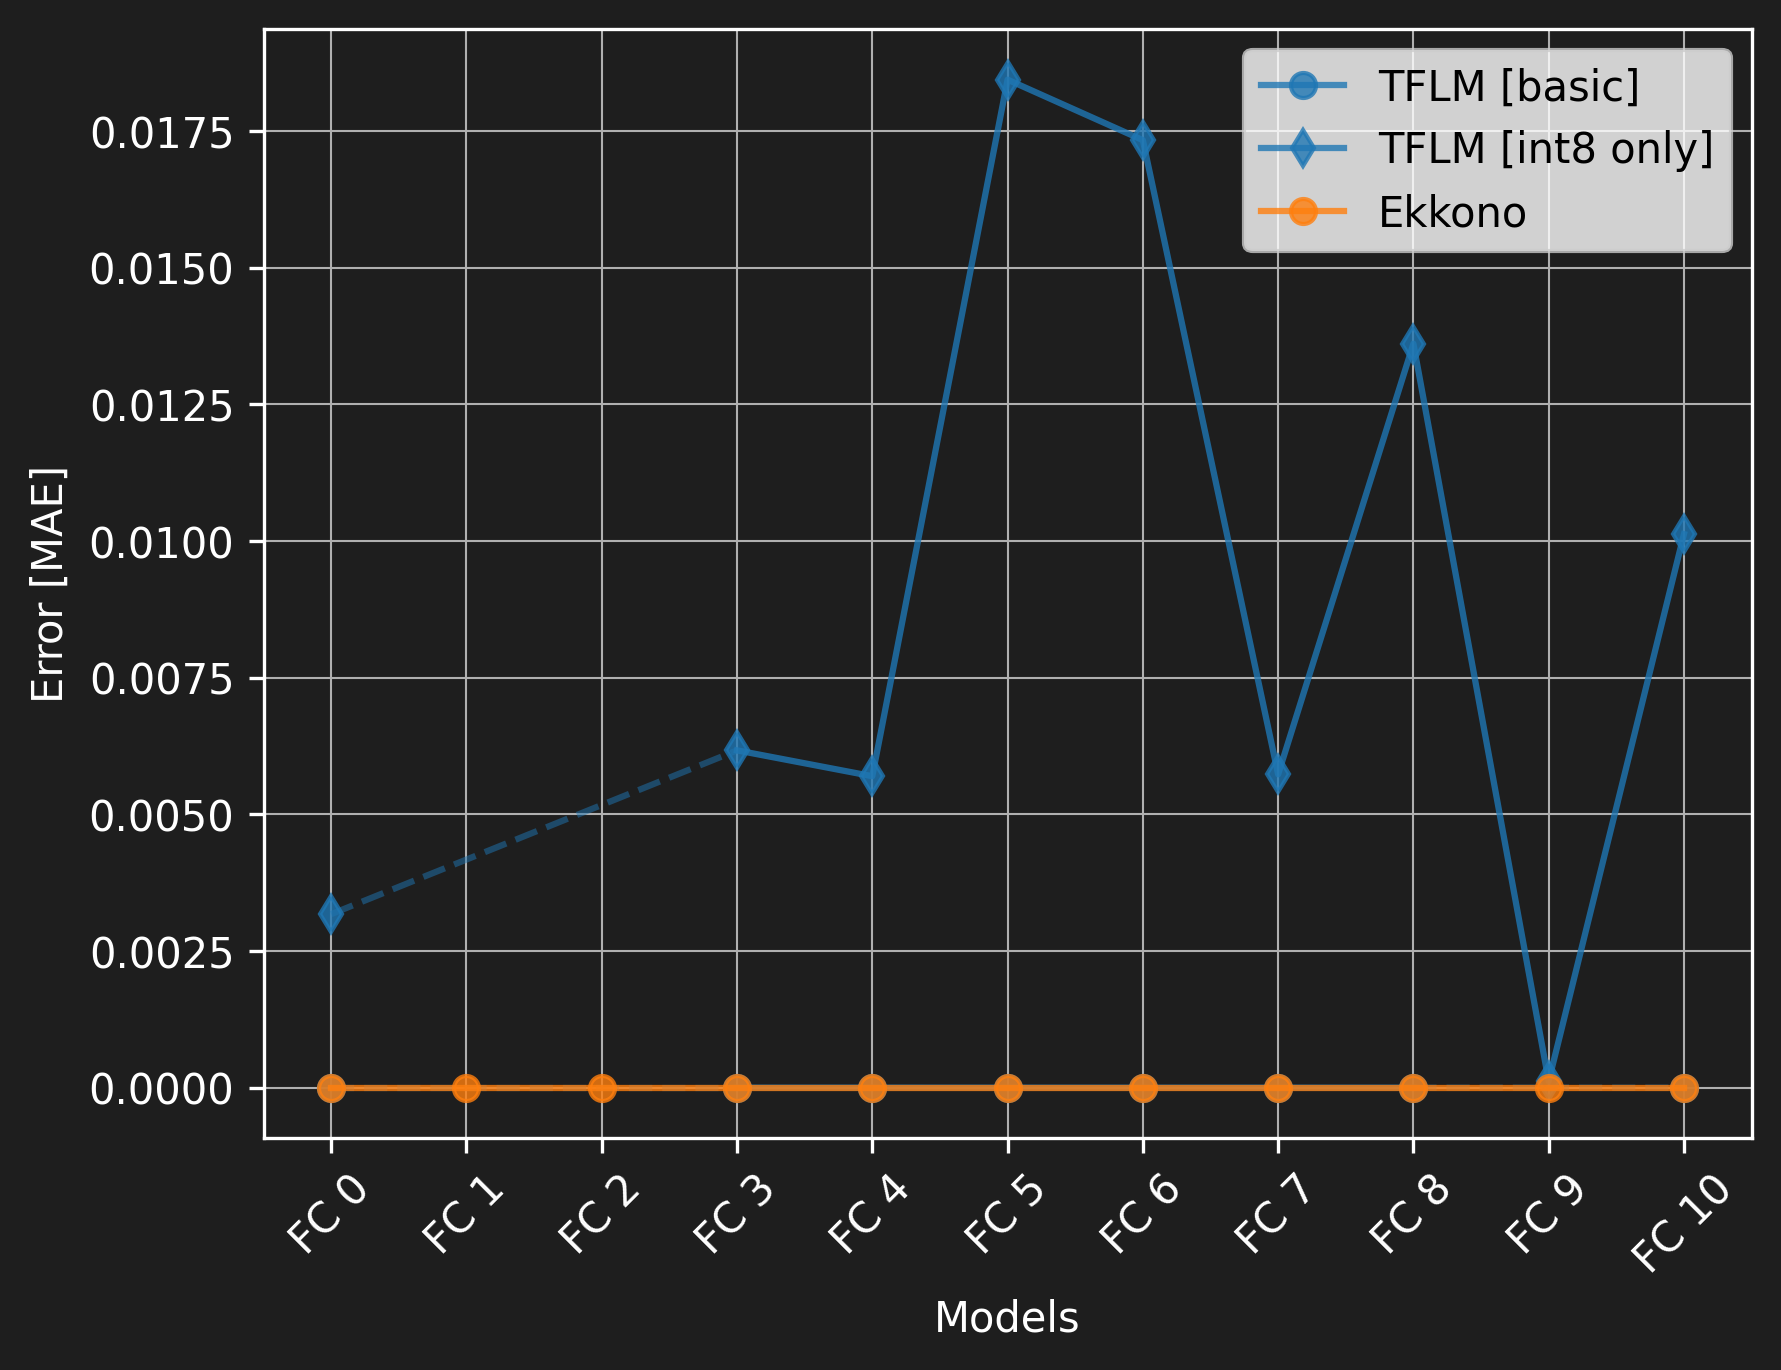 TFLM [basic]
TFLM [int8 only]
Ekkono
0.0175
0.0150
0.0125
0.0100
0.0075
0.0050
0.0025
0.0000
Error [MAE]
FC 0
FC 1
FC 2
FC 3
FC 4
FC 5
FC 6
FC 7
FC 8
FC 9
FC 10
Models